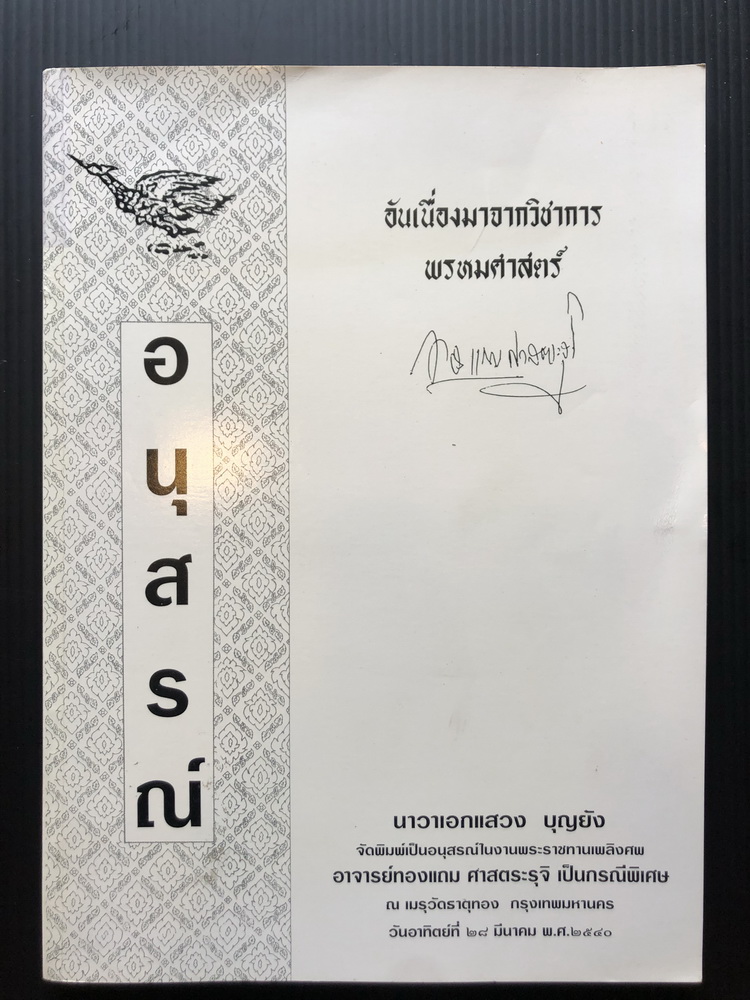 อนุสรณ์
อันเนื่องมาจากวิชาการ
พรหมศาสตร์
นาวาเอกแสวง บุญยัง
จัดพิมพ์เป็นอนุสรณ์ในงานพระราชทานเพลิงศพ
อาจารย์ทองแถม ศาสตระรุจิ เป็นกรณีพิเศษ
ณ เมรุวัดธาตุทอง กรุงเทพมหานคร
วันอาทิตย์ที่ ๒๘ มีนาคม พ.ศ.๒๕๔๐